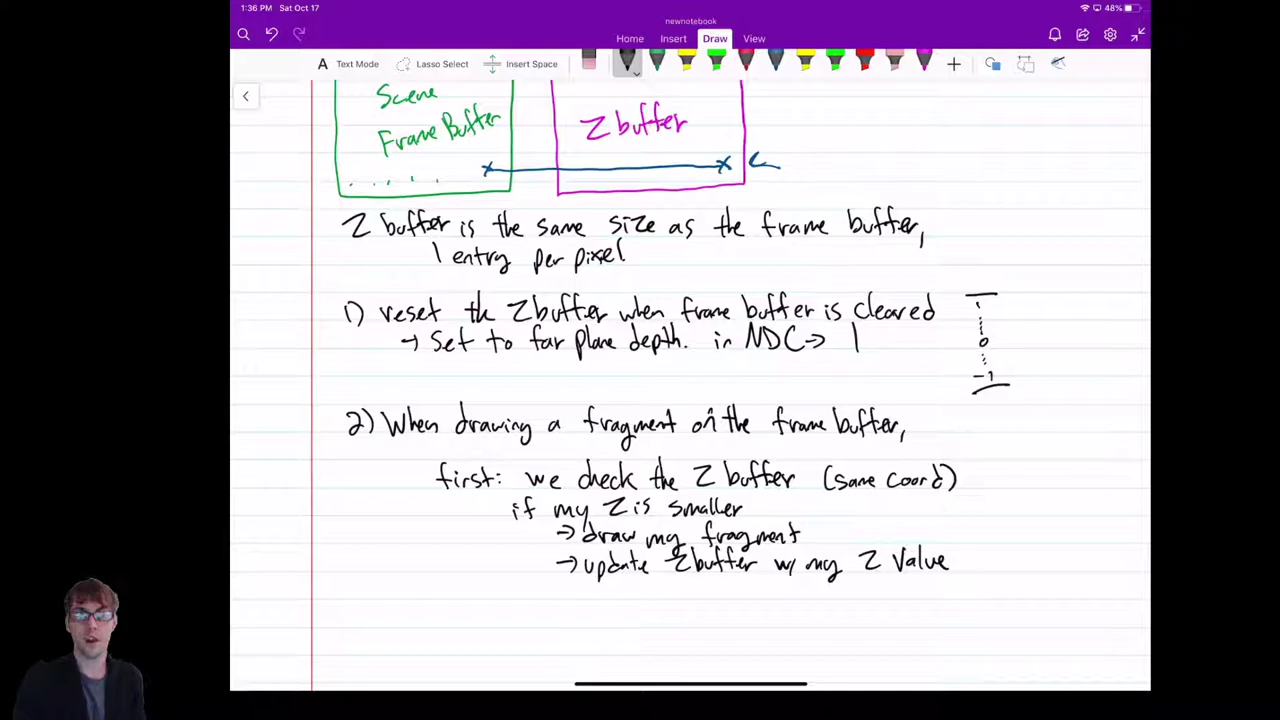 1:36 PM Sat Oct 17
48%
newnotebook
Home Insert Draw View
Text Mode Lasso Select Insert Space
Scene
Frame Buffer
Z buffer
Z buffer is the same size as the frame buffer,
1 entry per pixel
1) reset the Z buffer when frame buffer is cleared
→ Set to far plane depth. in NDC → 1
1
0
-1
2) When drawing a fragment on the frame buffer,
first: we check the Z buffer (same coord)
if my Z is smaller
→ draw my fragment
→ update Z buffer w/ my Z value